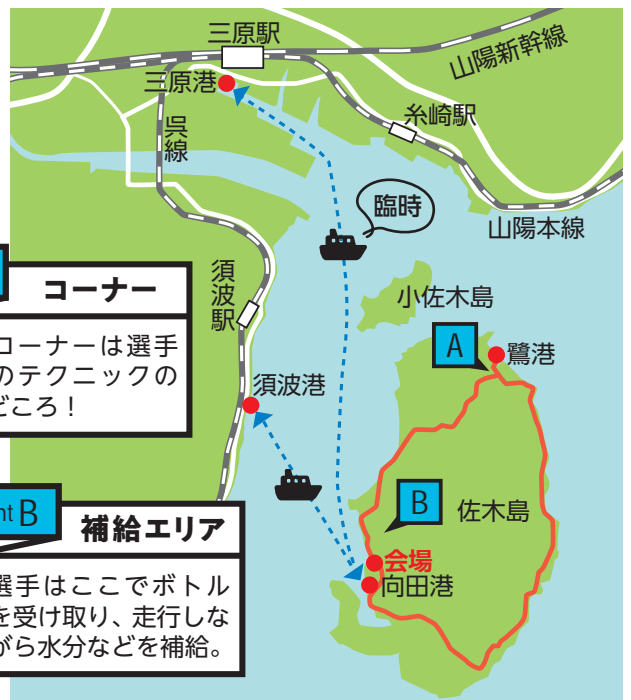 三原駅
山陽新幹線
三原港
糸崎駅
呉線
臨時
山陽本線
須波駅
小佐木島
コーナー
コーナーは選手
のテクニックの
どころ！
A
鷺港
須波港
B
佐木島
nt B
補給エリア
会場
向田港
選手はここでボトル
を受け取り、走行しな
がら水分などを補給。